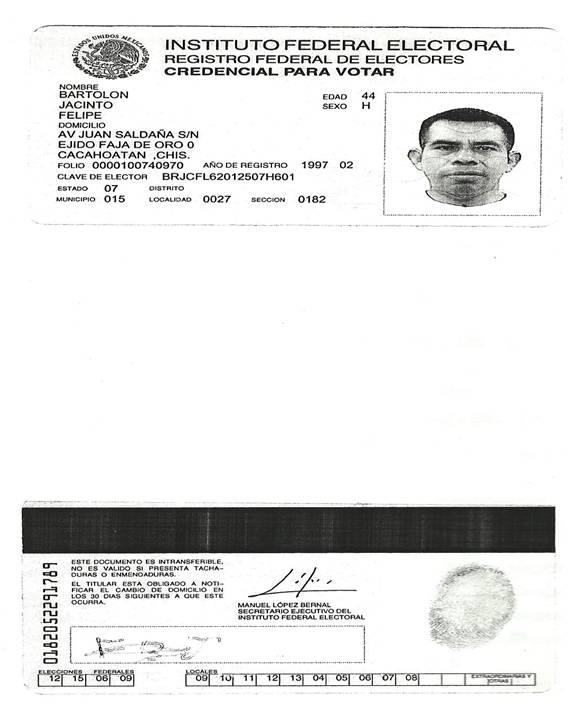 ESTADOS UNIDOS MEXICANOS
INSTITUTO FEDERAL ELECTORAL
REGISTRO FEDERAL DE ELECTORES
CREDENCIAL PARA VOTAR
NOMBRE
BARTOLON
JACINTO
FELIPE
EDAD 44
SEXO H
DOMICILIO
AV JUAN SALDAÑA S/N
EJIDO FAJA DE ORO 0
CACAHOATAN ,CHIS.
FOLIO 0000100740970 AÑO DE REGISTRO 1997 02
CLAVE DE ELECTOR BRJCFL62012507H601
ESTADO 07 DISTRITO
MUNICIPIO 015 LOCALIDAD 0027 SECCION 0182
ESTE DOCUMENTO ES INTRANSFERIBLE,
NO ES VALIDO SI PRESENTA TACHA-
DURAS O ENMENDADURAS.
EL TITULAR ESTA OBLIGADO A NOTI-
FICAR EL CAMBIO DE DOMICILIO EN
LOS 30 DIAS SIGUIENTES A QUE ESTE
OCURRA.
MANUEL LÓPEZ BERNAL
SECRETARIO EJECUTIVO DEL
INSTITUTO FEDERAL ELECTORAL
ELECCIONES FEDERALES
12 15 06 09
LOCALES
09 10 11 12 13 04 05 06 07 08
EXTRAORDINARIAS Y OTRAS